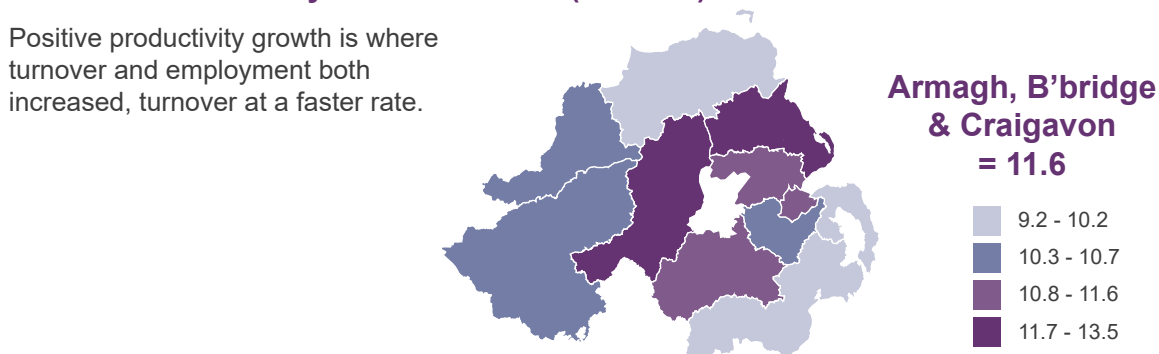 Positive productivity growth is where
turnover and employment both
increased, turnover at a faster rate.
Armagh, B'bridge
& Craigavon
= 11.6
9.2 - 10.2
10.3 - 10.7
10.8 - 11.6
11.7 - 13.5